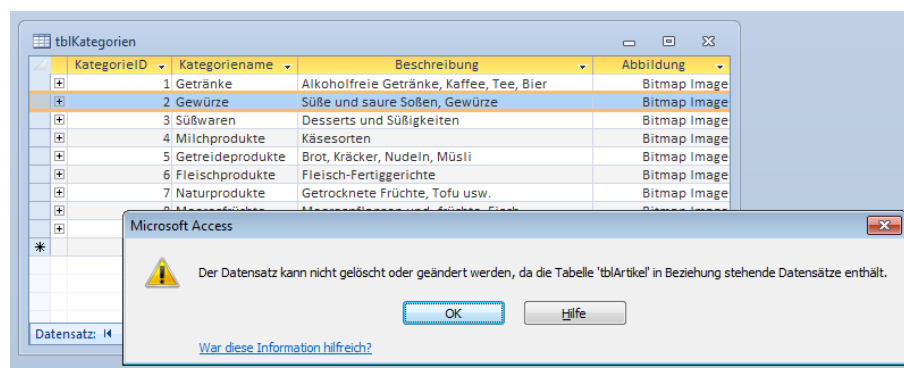 tblKategorien
KategorieID Kategoriename Beschreibung Abbildung
1 Getränke Alkoholfreie Getränke, Kaffee, Tee, Bier Bitmap Image
2 Gewürze Süße und saure Soßen, Gewürze Bitmap Image
3 Süßwaren Desserts und Süßigkeiten Bitmap Image
4 Milchprodukte Käsesorten Bitmap Image
5 Getreideprodukte Brot, Kräcker, Nudeln, Müsli Bitmap Image
6 Fleischprodukte Fleisch-Fertiggerichte Bitmap Image
7 Naturprodukte Getrocknete Früchte, Tofu usw. Bitmap Image
Microsoft Access
Der Datensatz kann nicht gelöscht oder geändert werden, da die Tabelle 'tblArtikel' in Beziehung stehende Datensätze enthält.
OK Hilfe
Datensatz:
War diese Information hilfreich?